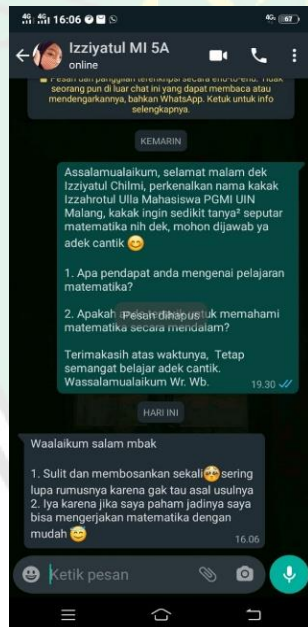 4G 4G 16:06 4G 67
Izziyatul MI 5A
online
Pesan dan panggilan terenkripsi secara end-to-end. Tidak
seorang pun di luar chat ini yang dapat membaca atau
mendengarkannya, bahkan WhatsApp. Ketuk untuk info
selengkapnya.
KEMARIN
Assalamualaikum, selamat malam dek
Izziyatul Chilmi, perkenalkan nama kakak
Izzahrotul Ulla Mahasiswa PGMI UIN
Malang, kakak ingin sedikit tanya² seputar
matematika nih dek, mohon dijawab ya
adek cantik 😊
1. Apa pendapat anda mengenai pelajaran
matematika?
2. Apakah untuk memahami
Pesan dihapus
matematika secara mendalam?
Terimakasih atas waktunya, Tetap
semangat belajar adek cantik.
Wassalamualaikum Wr. Wb.
19.30
HARI INI
Waalaikum salam mbak
1. Sulit dan membosankan sekali sering
lupa rumusnya karena gak tau asal usulnya
2. Iya karena jika saya paham jadinya saya
bisa mengerjakan matematika dengan
mudah 😇
16.06
Ketik pesan